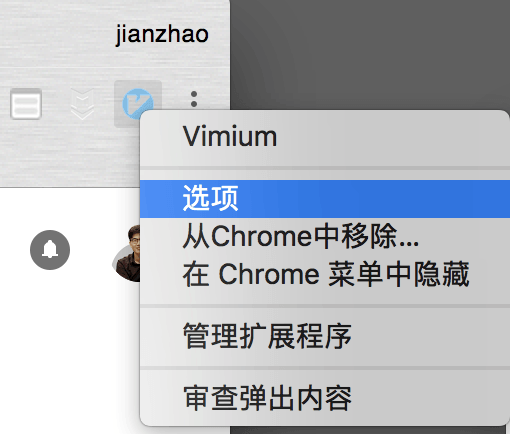 jianzhao
Vimium
选项
从Chrome中移除...
在 Chrome 菜单中隐藏
管理扩展程序
审查弹出内容